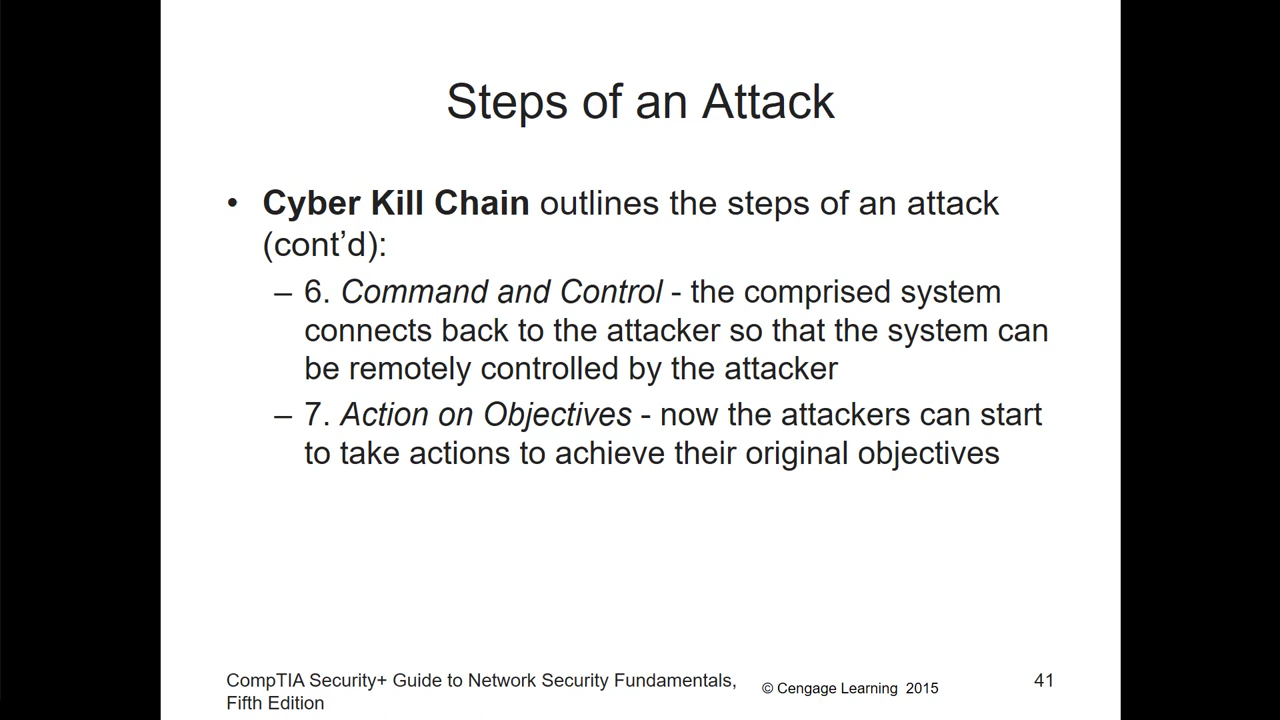 Steps of an Attack
• Cyber Kill Chain outlines the steps of an attack
(cont’d):
– 6. Command and Control - the comprised system
connects back to the attacker so that the system can
be remotely controlled by the attacker
– 7. Action on Objectives - now the attackers can start
to take actions to achieve their original objectives
CompTIA Security+ Guide to Network Security Fundamentals,
Fifth Edition
© Cengage Learning 2015
41